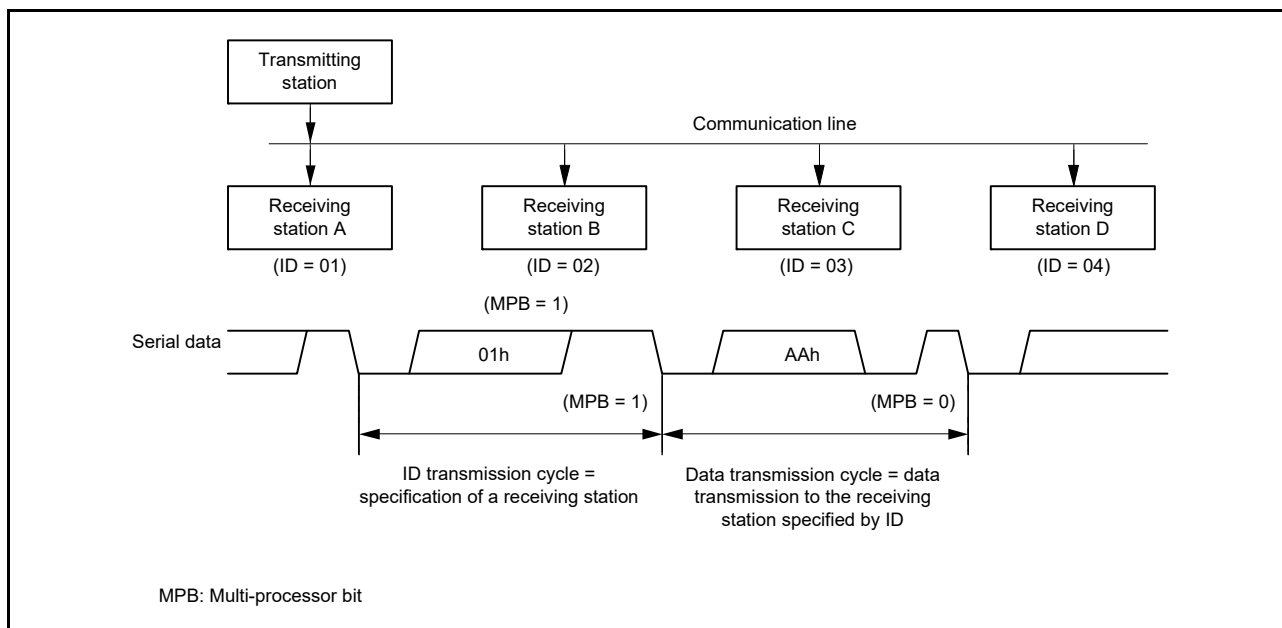 Transmitting
station
Communication line
Receiving
station A
Receiving
station B
Receiving
station C
Receiving
station D
(ID = 01)
(ID = 02)
(ID = 03)
(ID = 04)
(MPB = 1)
Serial data
01h
AAh
(MPB = 1)
(MPB = 0)
ID transmission cycle =
specification of a receiving station
Data transmission cycle = data
transmission to the receiving
station specified by ID
MPB: Multi-processor bit